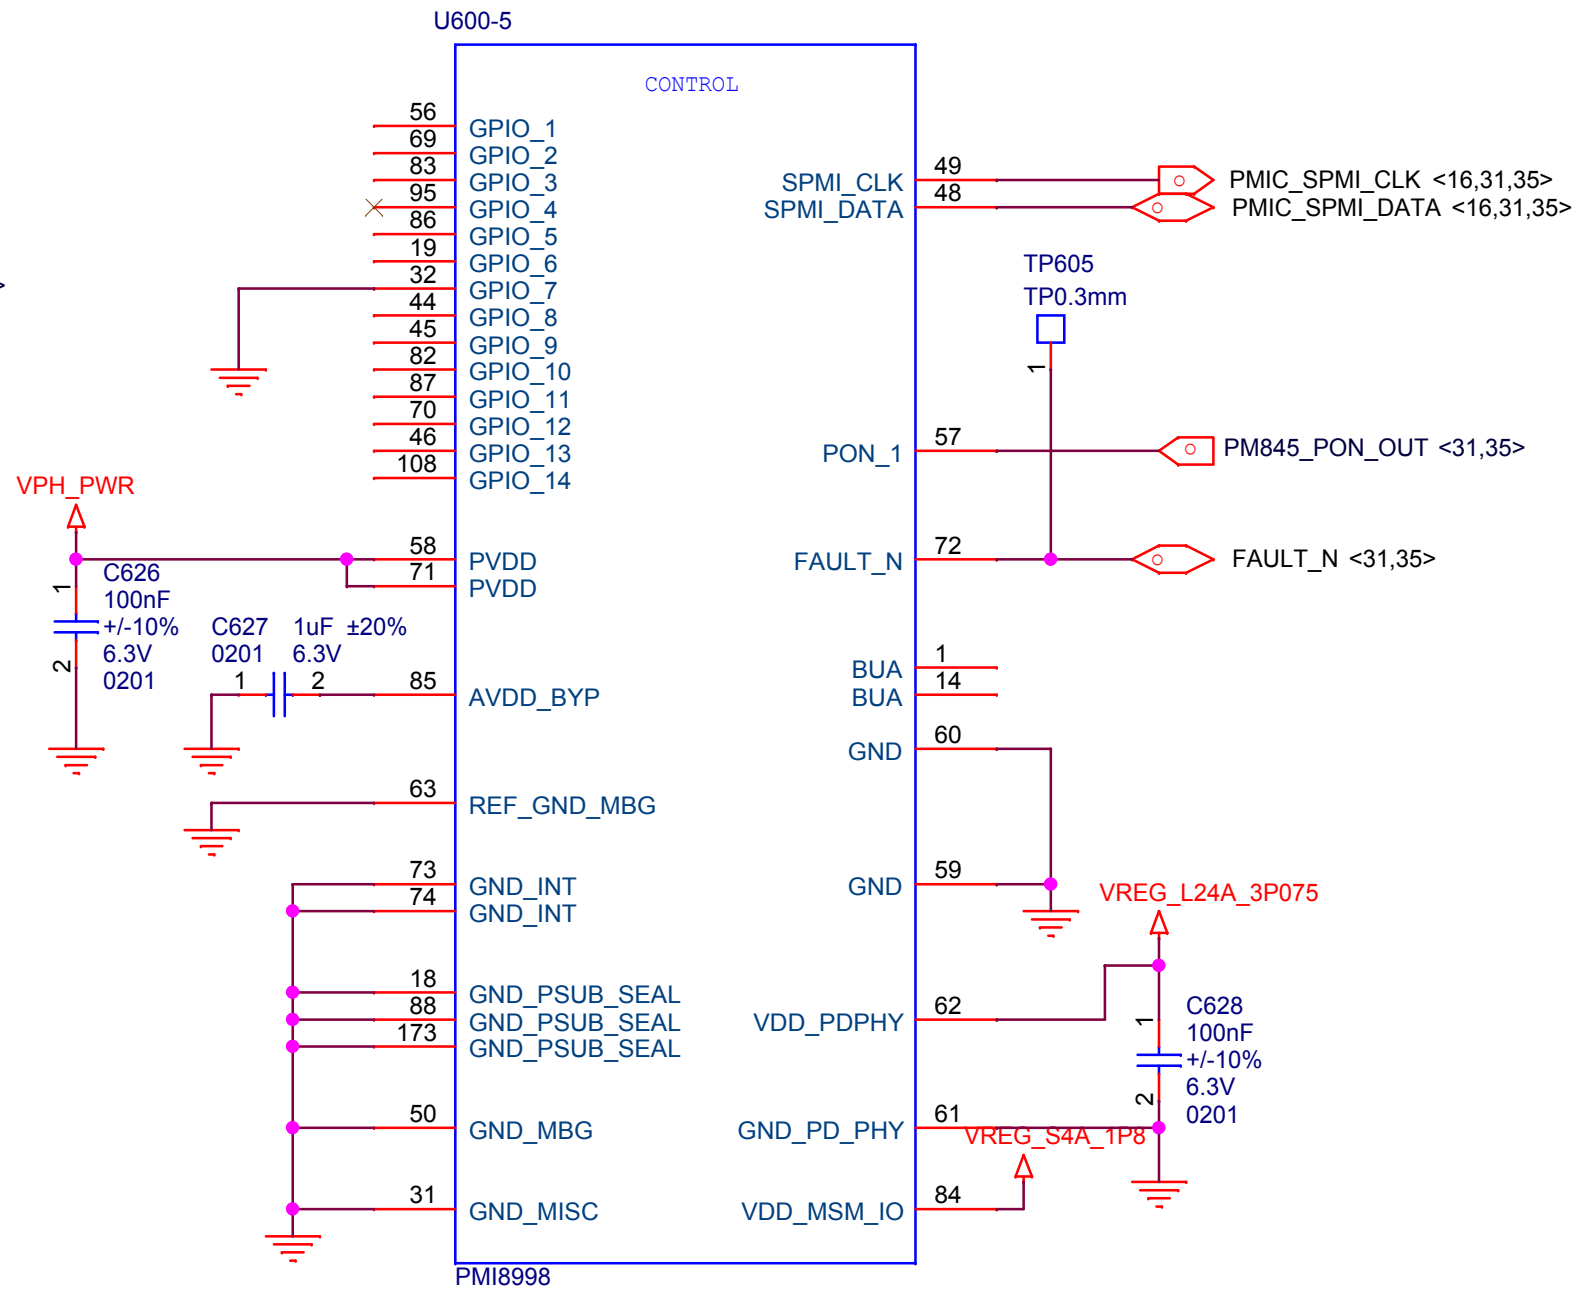 U600-5
CONTROL
56 GPIO_1
69 GPIO_2
83 GPIO_3
95 GPIO_4
86 GPIO_5
19 GPIO_6
32 GPIO_7
44 GPIO_8
45 GPIO_9
82 GPIO_10
87 GPIO_11
70 GPIO_12
46 GPIO_13
108 GPIO_14
>
VPH_PWR
58 PVDD
71 PVDD
1
C626
100nF
+/-10%
6.3V
0201
2
C627 1uF ±20%
0201 6.3V
1 2 85 AVDD_BYP
63 REF_GND_MBG
73 GND_INT
74 GND_INT
18 GND_PSUB_SEAL
88 GND_PSUB_SEAL
173 GND_PSUB_SEAL
50 GND_MBG
31 GND_MISC
SPMI_CLK 49 PMIC_SPMI_CLK <16,31,35>
SPMI_DATA 48 PMIC_SPMI_DATA <16,31,35>
TP605
TP0.3mm
1
PON_1 57 PM845_PON_OUT <31,35>
FAULT_N 72 FAULT_N <31,35>
BUA 1
BUA 14
GND 60
GND 59
VREG_L24A_3P075
VDD_PDPHY 62
1
C628
100nF
+/-10%
6.3V
0201
2
GND_PD_PHY 61
VREG_S4A_1P8
VDD_MSM_IO 84
PMI8998